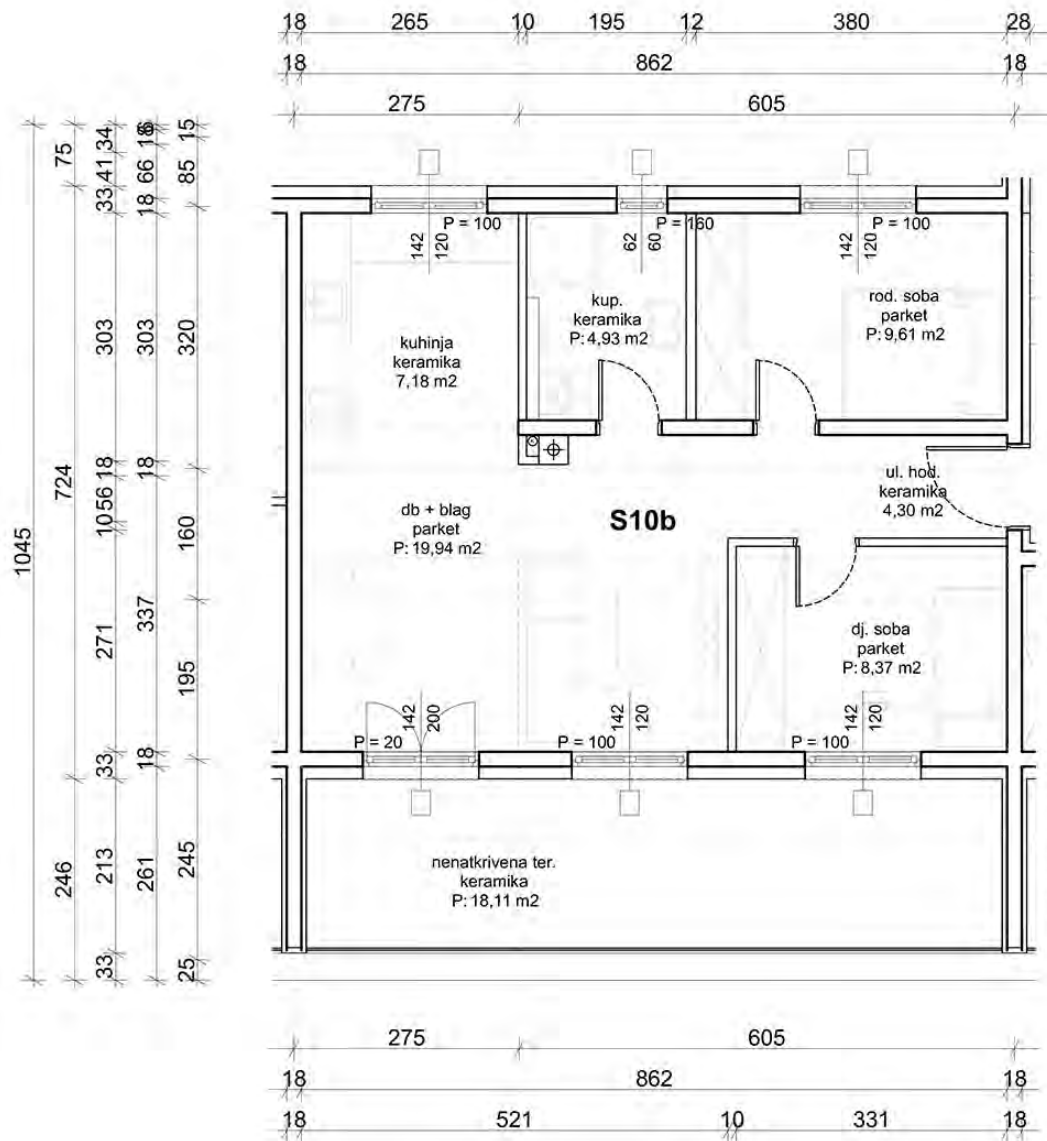 18 265 10 195 12 380 28
18 862 18
275 605
1045
75 724 246
34 41 33 303 18 56 10 271 33 213 33
18 66 18 303 18 337 18 261
15 85 320 160 195 245 25
P = 100
142
120
P = 160
62
60
P = 100
142
120
kuhinja
keramika
7,18 m2
kup.
keramika
P: 4,93 m2
rod. soba
parket
P: 9,61 m2
ul. hod.
keramika
4,30 m2
db + blag
parket
P: 19,94 m2
S10b
dj. soba
parket
P: 8,37 m2
P = 20
142
200
P = 100
142
120
P = 100
142
120
nenatkrivena ter.
keramika
P: 18,11 m2
275 605
18 862 18
18 521 10 331 18